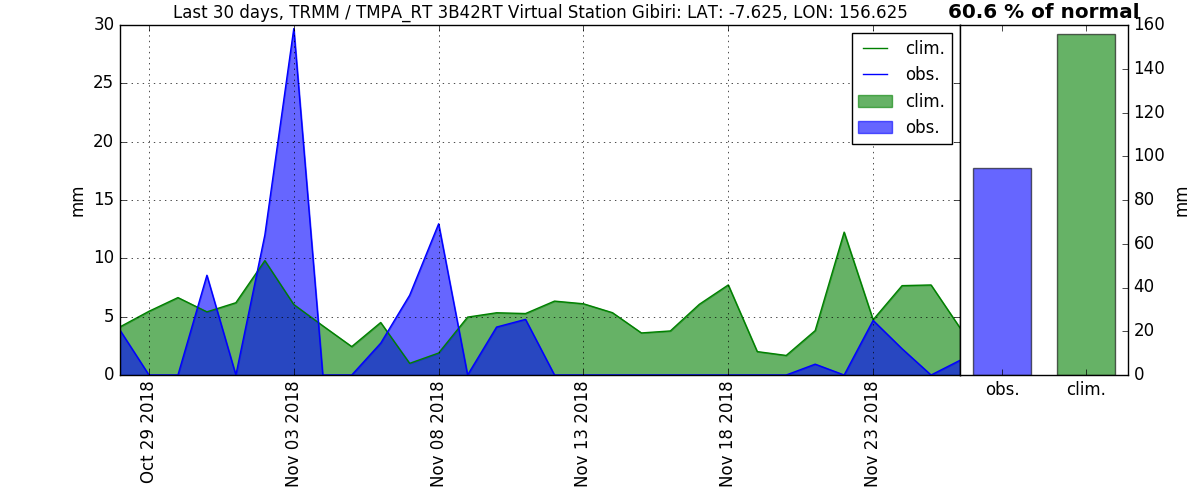 Last 30 days, TRMM / TMPA_RT 3B42RT Virtual Station Gibiri: LAT: -7.625, LON: 156.625
60.6 % of normal
mm
30
25
20
15
10
5
0
clim.
obs.
clim.
obs.
Oct 29 2018
Nov 03 2018
Nov 08 2018
Nov 13 2018
Nov 18 2018
Nov 23 2018
160
140
120
100
80
60
40
20
0
mm
obs.
clim.